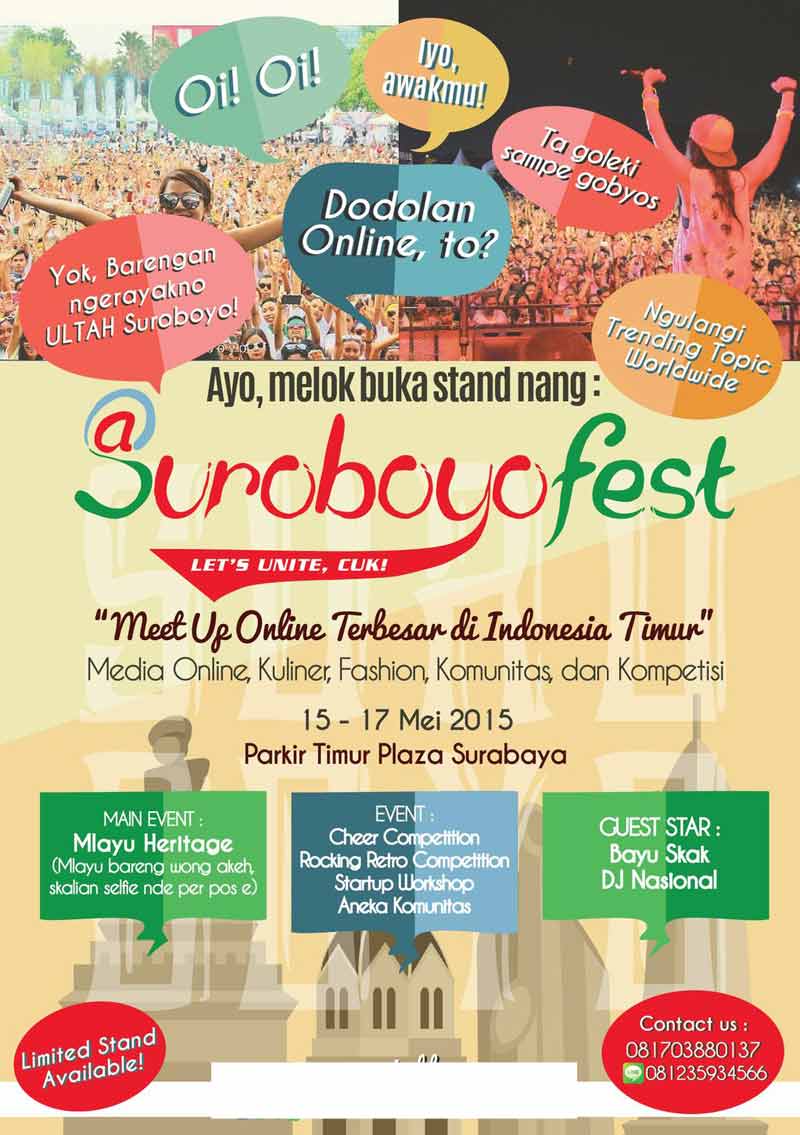 Oi! Oi!
Iyo,
awakmu!
Ta goleki
sampe gobyos
Dodolan
Online, to?
Yok, Barengan
ngerayakno
ULTAH Suroboyo!
Ngulangi
Trending Topic
Worldwide
Ayo, melok buka stand nang :
@Suroboyofest
LET'S UNITE, CUK!
"Meet Up Online Terbesar di Indonesia Timur"
Media Online, Kuliner, Fashion, Komunitas, dan Kompetisi
15 - 17 Mei 2015
Parkir Timur Plaza Surabaya
MAIN EVENT :
Mlayu Heritage
(Mlayu bareng wong akeh,
skalian selfie nde per pos e)
EVENT :
Cheer Competition
Rocking Retro Competition
Startup Workshop
Aneka Komunitas
GUEST STAR :
Bayu Skak
DJ Nasional
Limited Stand
Available!
Contact us :
081703880137
LINE 081235934566